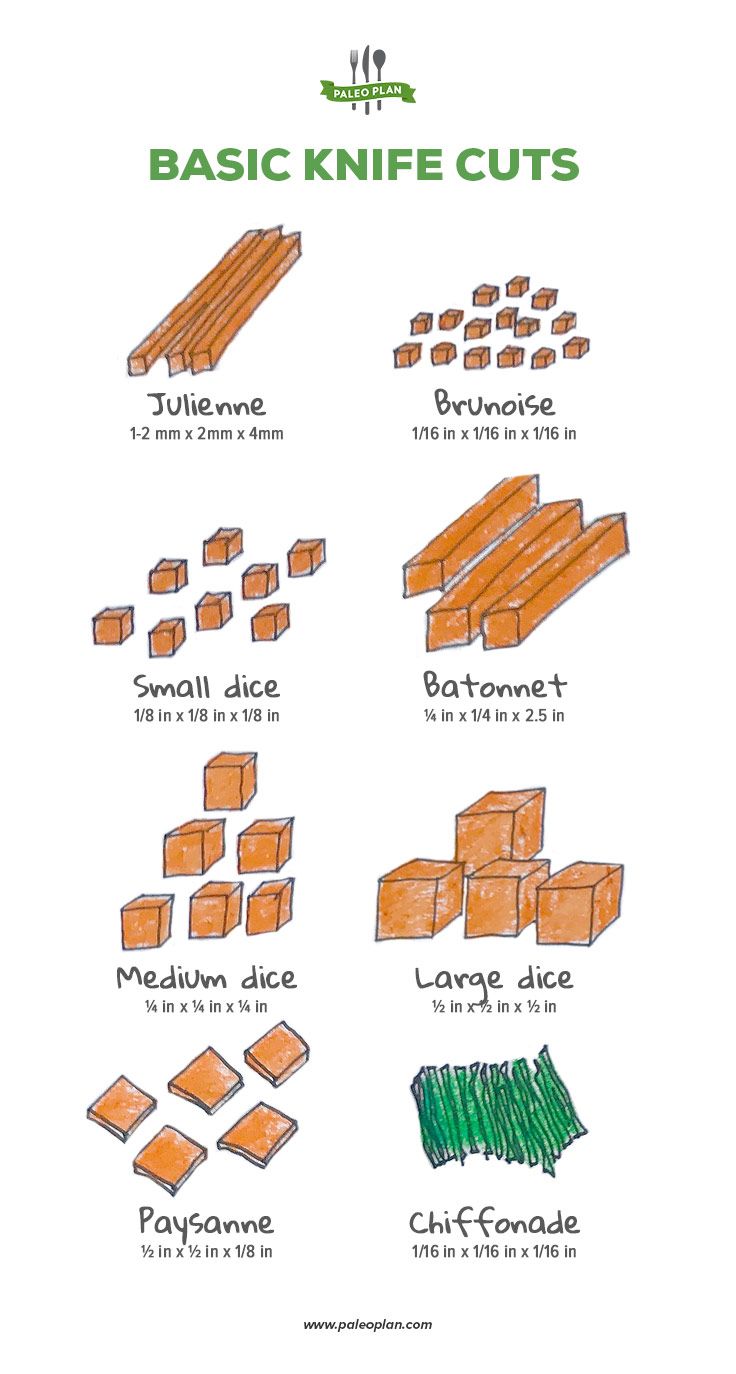 PALEO PLAN
BASIC KNIFE CUTS
Julienne
1-2 mm x 2mm x 4mm
Brunoise
1/16 in x 1/16 in x 1/16 in
Small dice
1/8 in x 1/8 in x 1/8 in
Batonnet
¼ in x 1/4 in x 2.5 in
Medium dice
¼ in x ¼ in x ¼ in
Large dice
½ in x ½ in x ½ in
Paysanne
½ in x ½ in x 1/8 in
Chiffonade
1/16 in x 1/16 in x 1/16 in
www.paleoplan.com